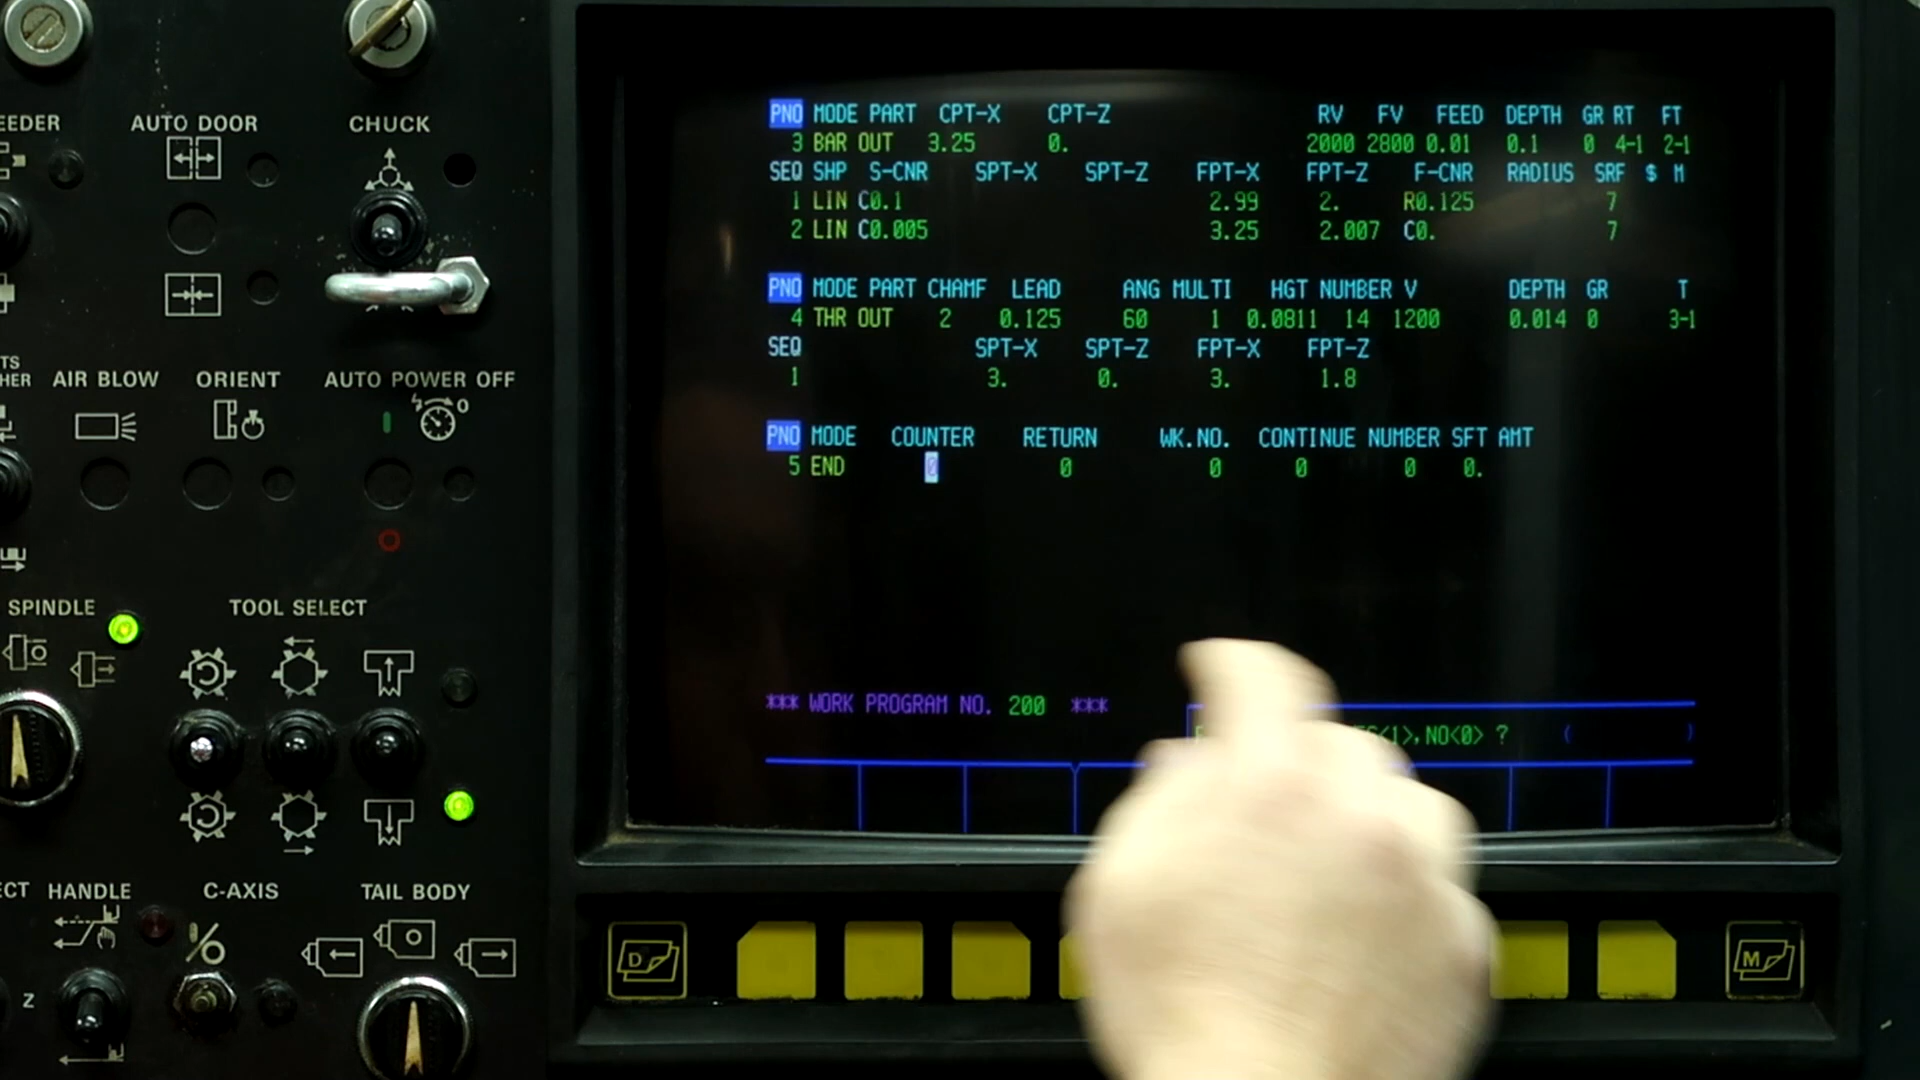 EEDER AUTO DOOR CHUCK
TS
HER AIR BLOW ORIENT AUTO POWER OFF
SPINDLE TOOL SELECT
ECT HANDLE C-AXIS TAIL BODY
Z
PNO MODE PART CPT-X CPT-Z RV FV FEED DEPTH GR RT FT
3 BAR OUT 3.25 0. 2000 2800 0.01 0.1 0 4-1 2-1
SEQ SHP S-CNR SPT-X SPT-Z FPT-X FPT-Z F-CNR RADIUS SRF $ M
1 LIN C0.1 2.99 2. R0.125 7
2 LIN C0.005 3.25 2.007 C0. 7
PNO MODE PART CHAMF LEAD ANG MULTI HGT NUMBER V DEPTH GR T
4 THR OUT 2 0.125 60 1 0.0811 14 1200 0.014 0 3-1
SEQ SPT-X SPT-Z FPT-X FPT-Z
1 3. 0. 3. 1.8
PNO MODE COUNTER RETURN WK.NO. CONTINUE NUMBER SFT AMT
5 END 0 0 0 0 0 0.
*** WORK PROGRAM NO. 200 ***
<1>,NO<0> ? ( )
D M